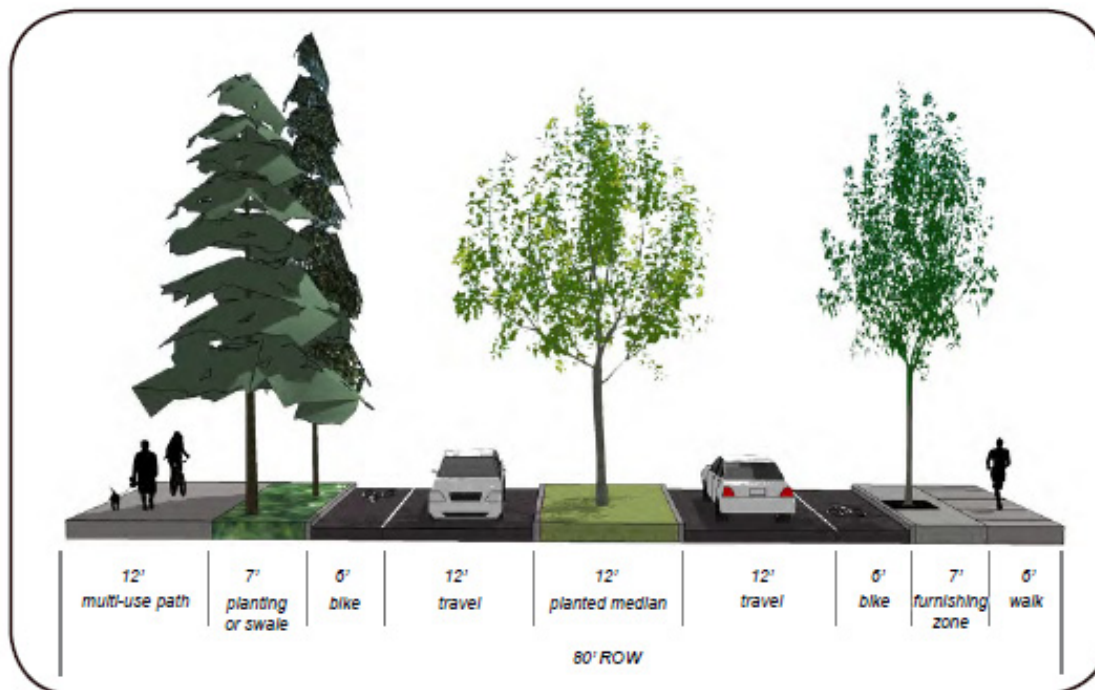 12' 7' 6' 12' 12' 12' 6' 7' 6'
multi-use path planting bike travel planted median travel bike furnishing walk
or swale zone
80' ROW